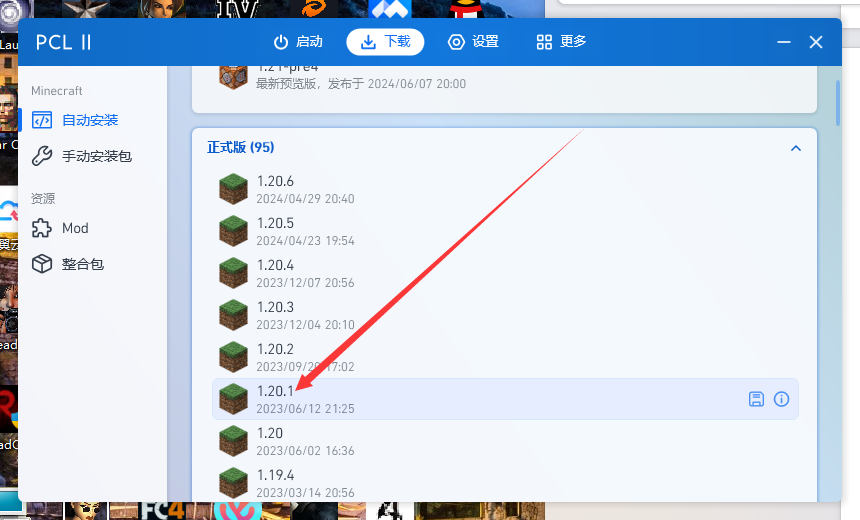 PCL II
启动
下载
设置
更多
Minecraft
自动安装
手动安装包
资源
Mod
整合包
1.21-pre4
最新预览版，发布于 2024/06/07 20:00
正式版 (95)
1.20.6
2024/04/29 20:40
1.20.5
2024/04/23 19:54
1.20.4
2023/12/07 20:56
1.20.3
2023/12/04 20:10
1.20.2
2023/09/20 17:02
1.20.1
2023/06/12 21:25
1.20
2023/06/02 16:36
1.19.4
2023/03/14 20:56
IV
FC4